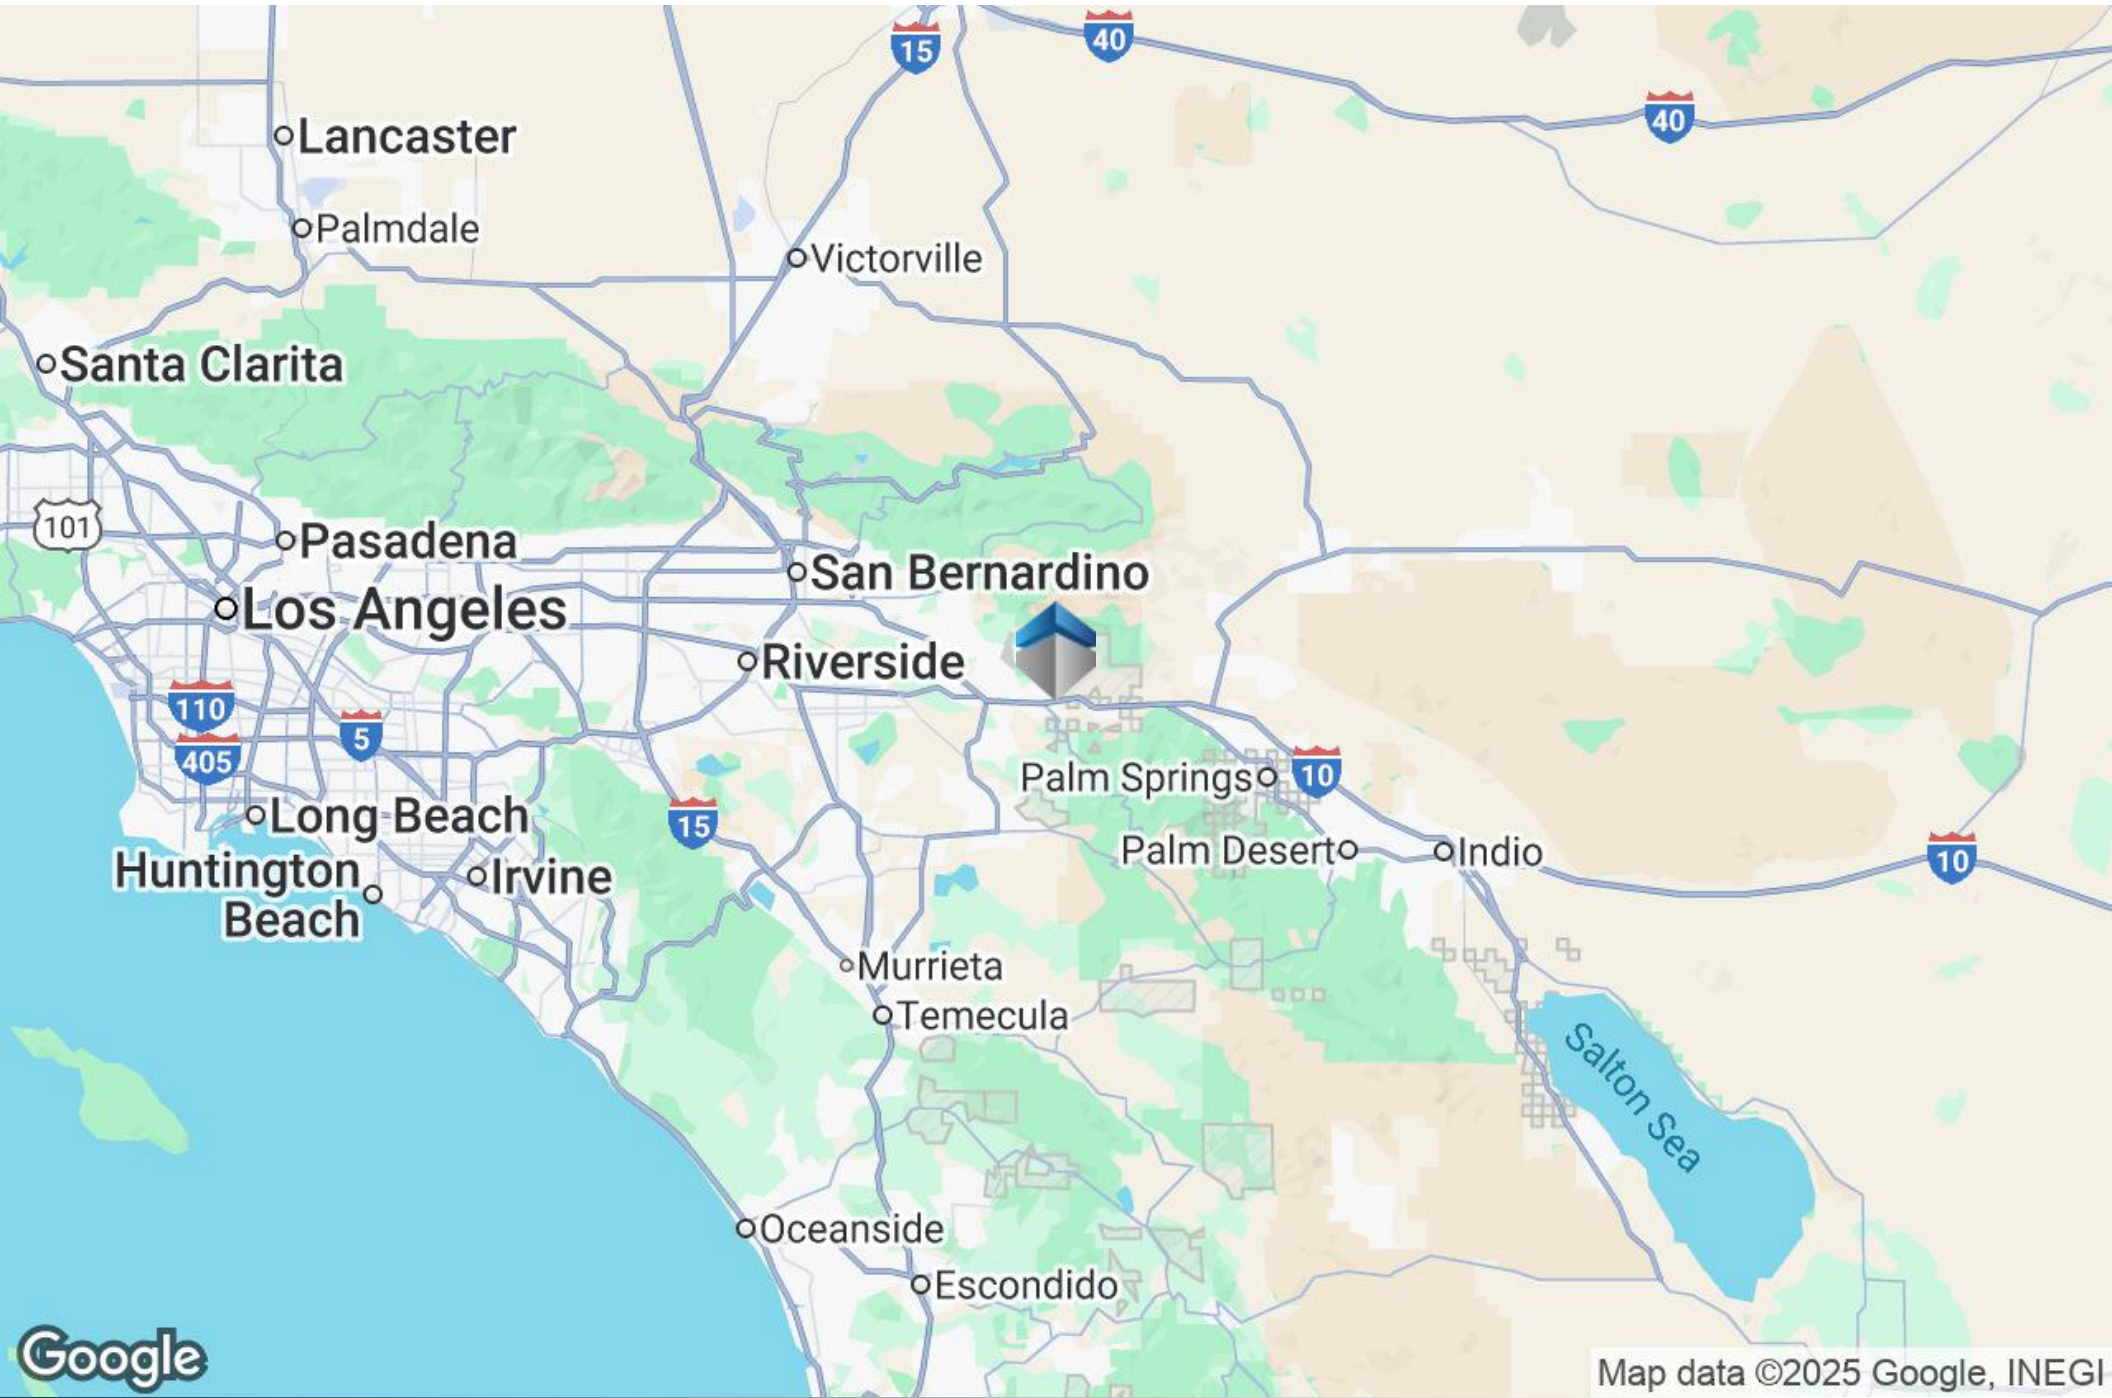 15
40
40
Lancaster
Palmdale
Victorville
Santa Clarita
101
Pasadena
San Bernardino
Los Angeles
Riverside
110
5
405
Palm Springs
10
15
Long Beach
Palm Desert
Indio
10
Huntington
Beach
Irvine
Murrieta
Temecula
Salton Sea
Oceanside
Escondido
Google
Map data ©2025 Google, INEGI